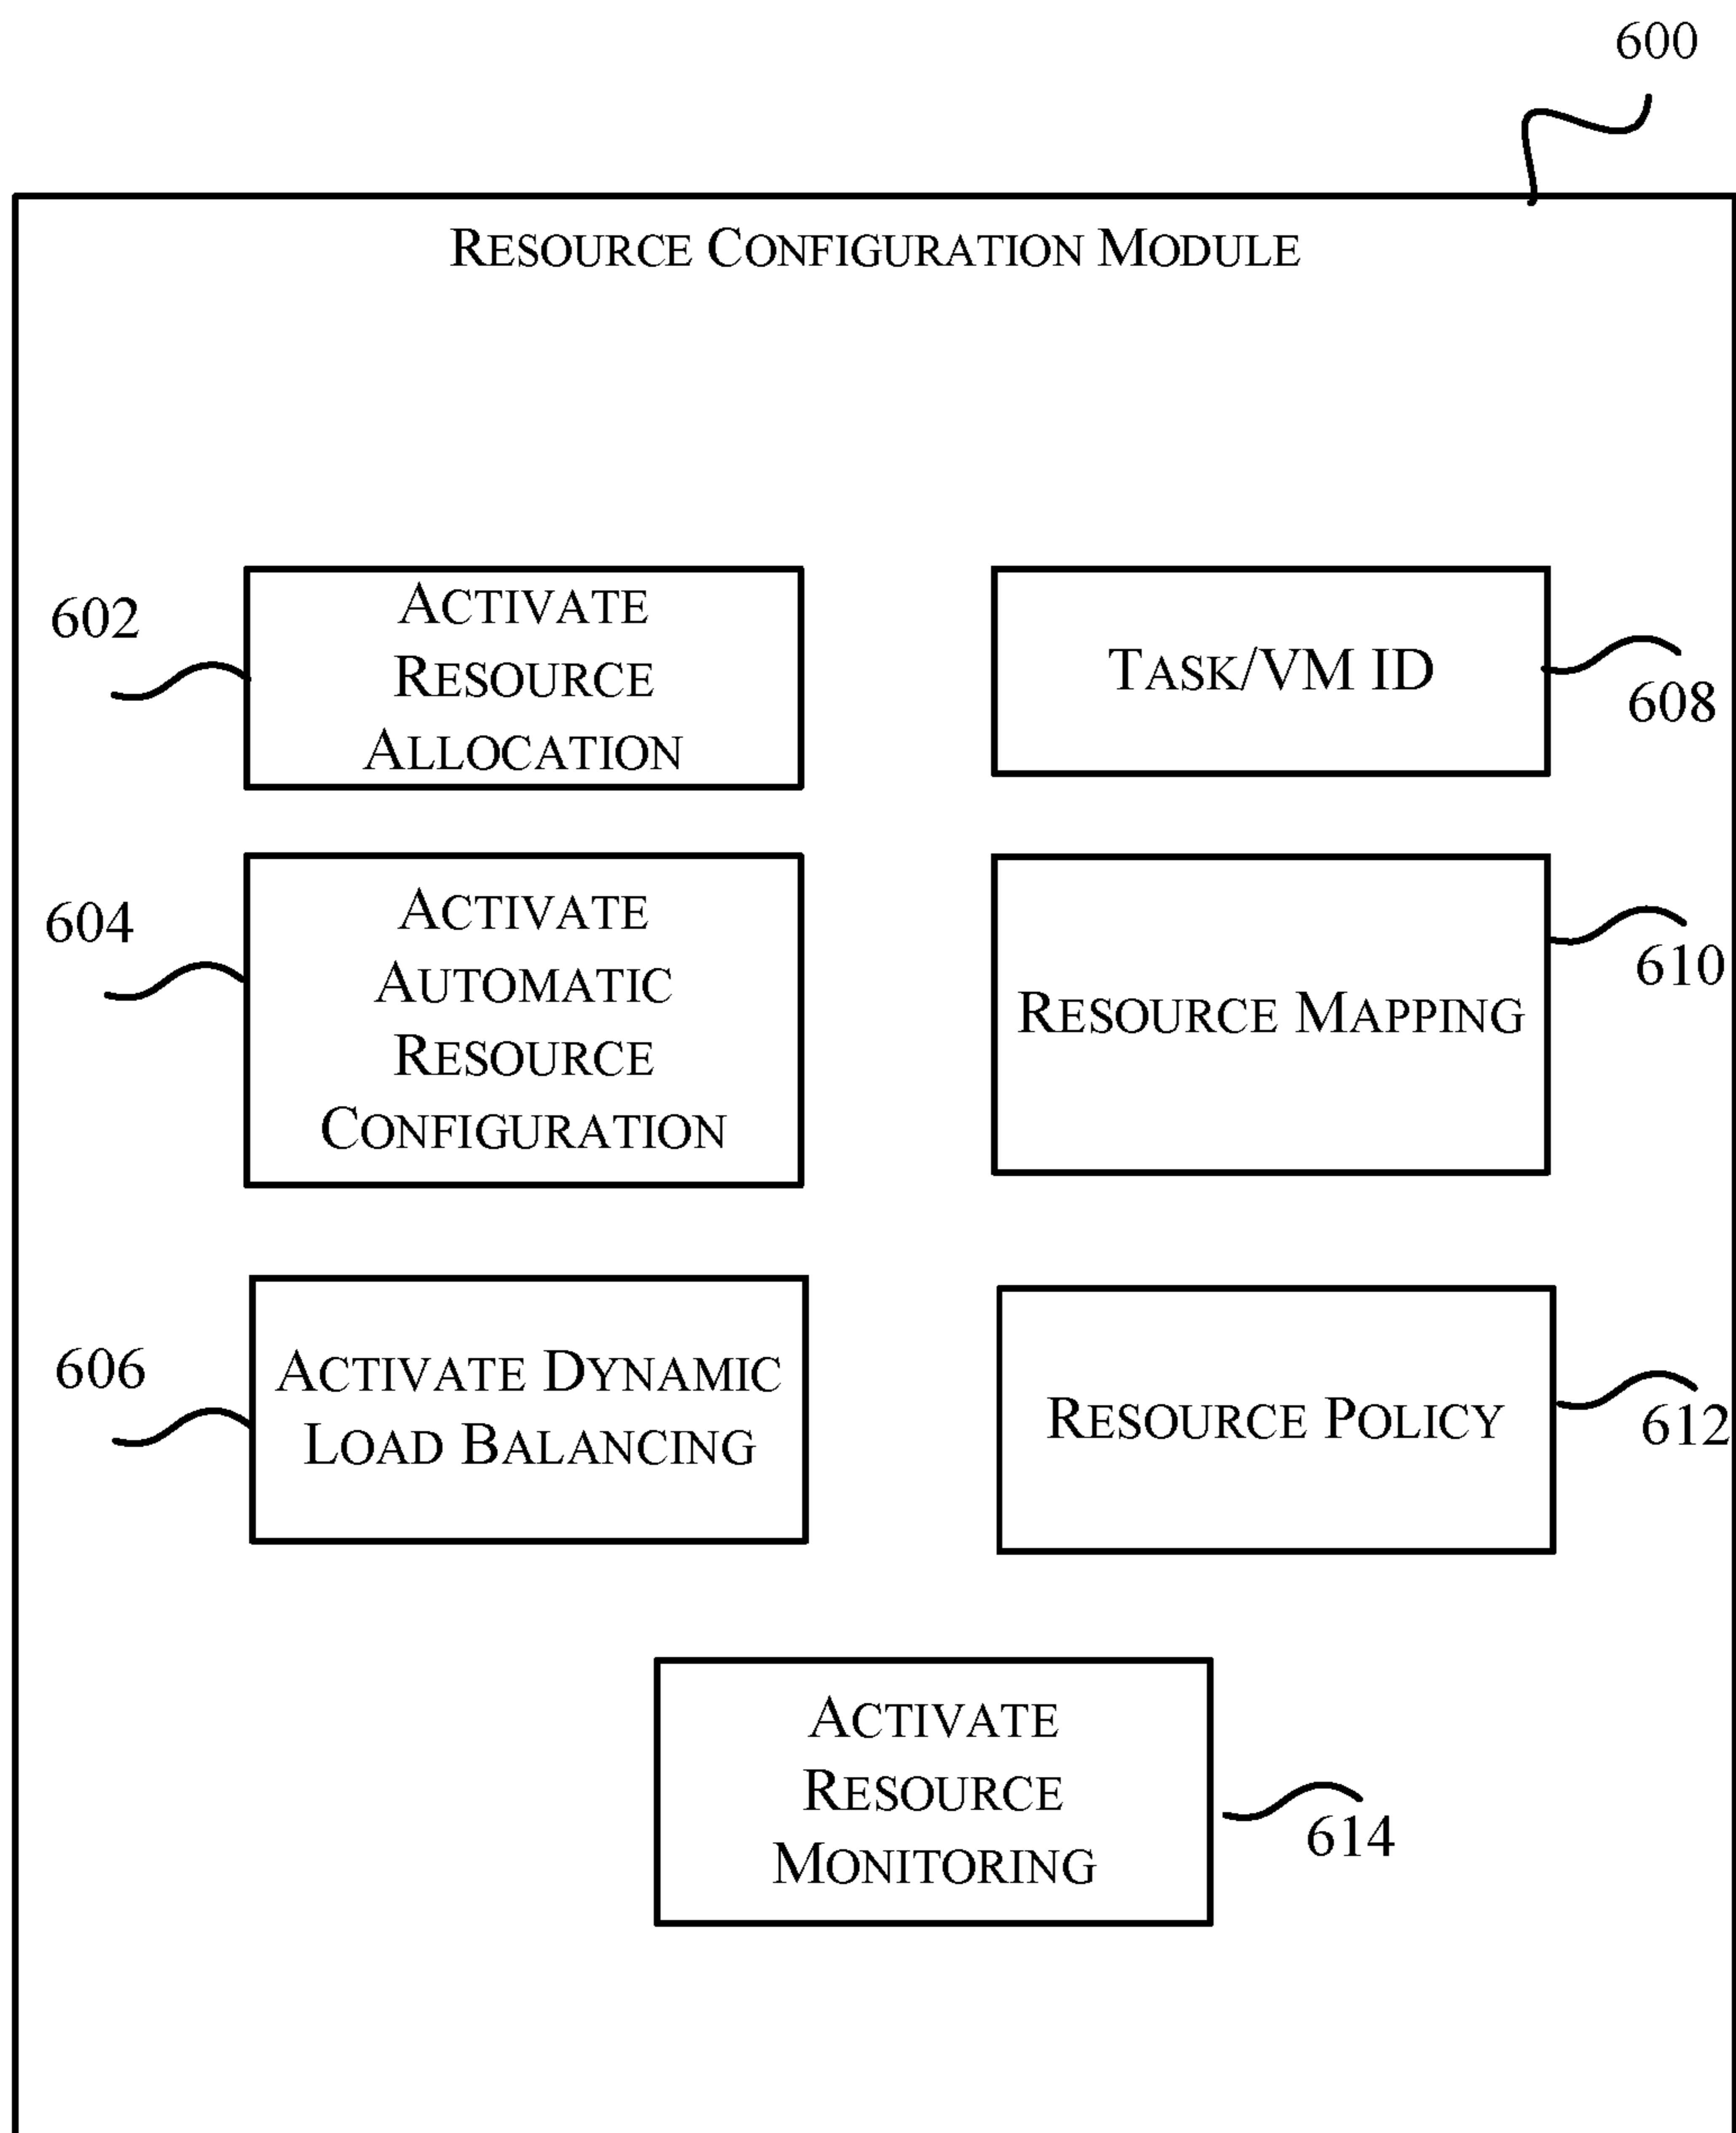 600
RESOURCE CONFIGURATION MODULE
602
ACTIVATE
RESOURCE
ALLOCATION
TASK/VM ID
608
604
ACTIVATE
AUTOMATIC
RESOURCE
CONFIGURATION
RESOURCE MAPPING
610
606
ACTIVATE DYNAMIC
LOAD BALANCING
RESOURCE POLICY
612
ACTIVATE
RESOURCE
MONITORING
614